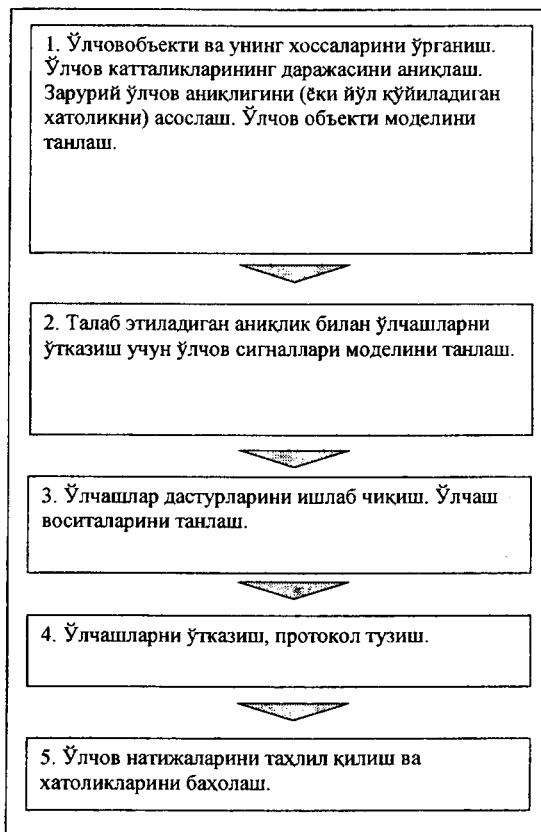 1. Ўлчовобъекти ва унинг хоссаларини ўрганиш.
Ўлчов катталикларининг даражасини аниқлаш.
Зарурий ўлчов аниқлигини (ёки йўл қўйиладиган
хатоликни) асослаш. Ўлчов объекти моделини
танлаш.
2. Талаб этиладиган аниқлик билан ўлчашларни
ўтказиш учун ўлчов сигналлари моделини танлаш.
3. Ўлчашлар дастурларини ишлаб чиқиш. Ўлчаш
воситаларини танлаш.
4. Ўлчашларни ўтказиш, протокол тузиш.
5. Ўлчов натижаларини таҳлил қилиш ва
хатоликларини баҳолаш.